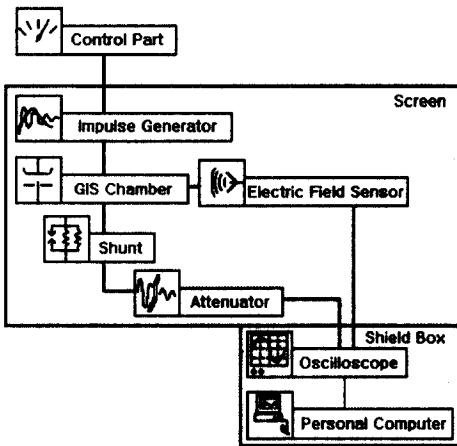 Control Part
Screen
Impulse Generator
GIS Chamber
Electric Field Sensor
Shunt
Attenuator
Shield Box
Oscilloscope
Personal Computer